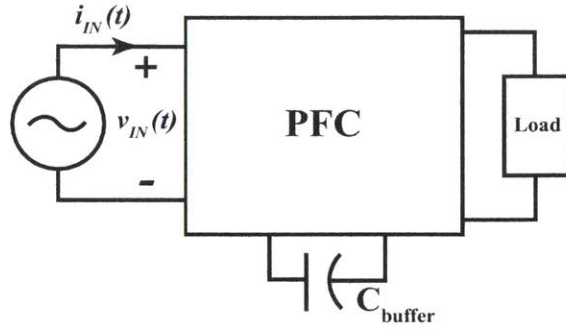 i_IN(t)
+
v_IN(t)
-
PFC
Load
C_buffer